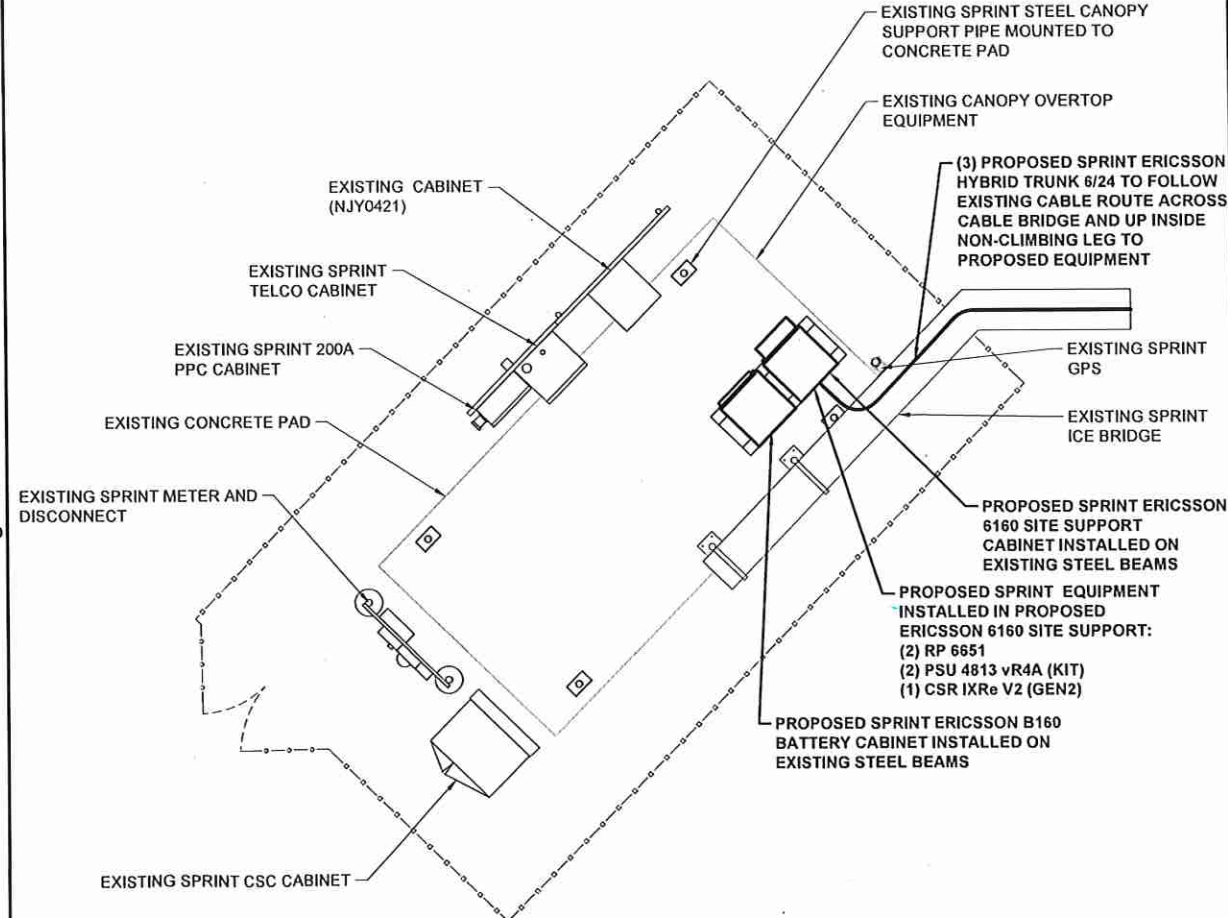 EXISTING SPRINT STEEL CANOPY
SUPPORT PIPE MOUNTED TO
CONCRETE PAD
EXISTING CANOPY OVERTOP
EQUIPMENT
(3) PROPOSED SPRINT ERICSSON
HYBRID TRUNK 6/24 TO FOLLOW
EXISTING CABLE ROUTE ACROSS
CABLE BRIDGE AND UP INSIDE
NON-CLIMBING LEG TO
PROPOSED EQUIPMENT
EXISTING CABINET
(NJY0421)
EXISTING SPRINT
TELCO CABINET
EXISTING SPRINT 200A
PPC CABINET
EXISTING CONCRETE PAD
EXISTING SPRINT METER AND
DISCONNECT
EXISTING SPRINT
GPS
EXISTING SPRINT
ICE BRIDGE
PROPOSED SPRINT ERICSSON
6160 SITE SUPPORT
CABINET INSTALLED ON
EXISTING STEEL BEAMS
PROPOSED SPRINT EQUIPMENT
INSTALLED IN PROPOSED
ERICSSON 6160 SITE SUPPORT:
(2) RP 6651
(2) PSU 4813 vR4A (KIT)
(1) CSR IXRe V2 (GEN2)
PROPOSED SPRINT ERICSSON B160
BATTERY CABINET INSTALLED ON
EXISTING STEEL BEAMS
EXISTING SPRINT CSC CABINET